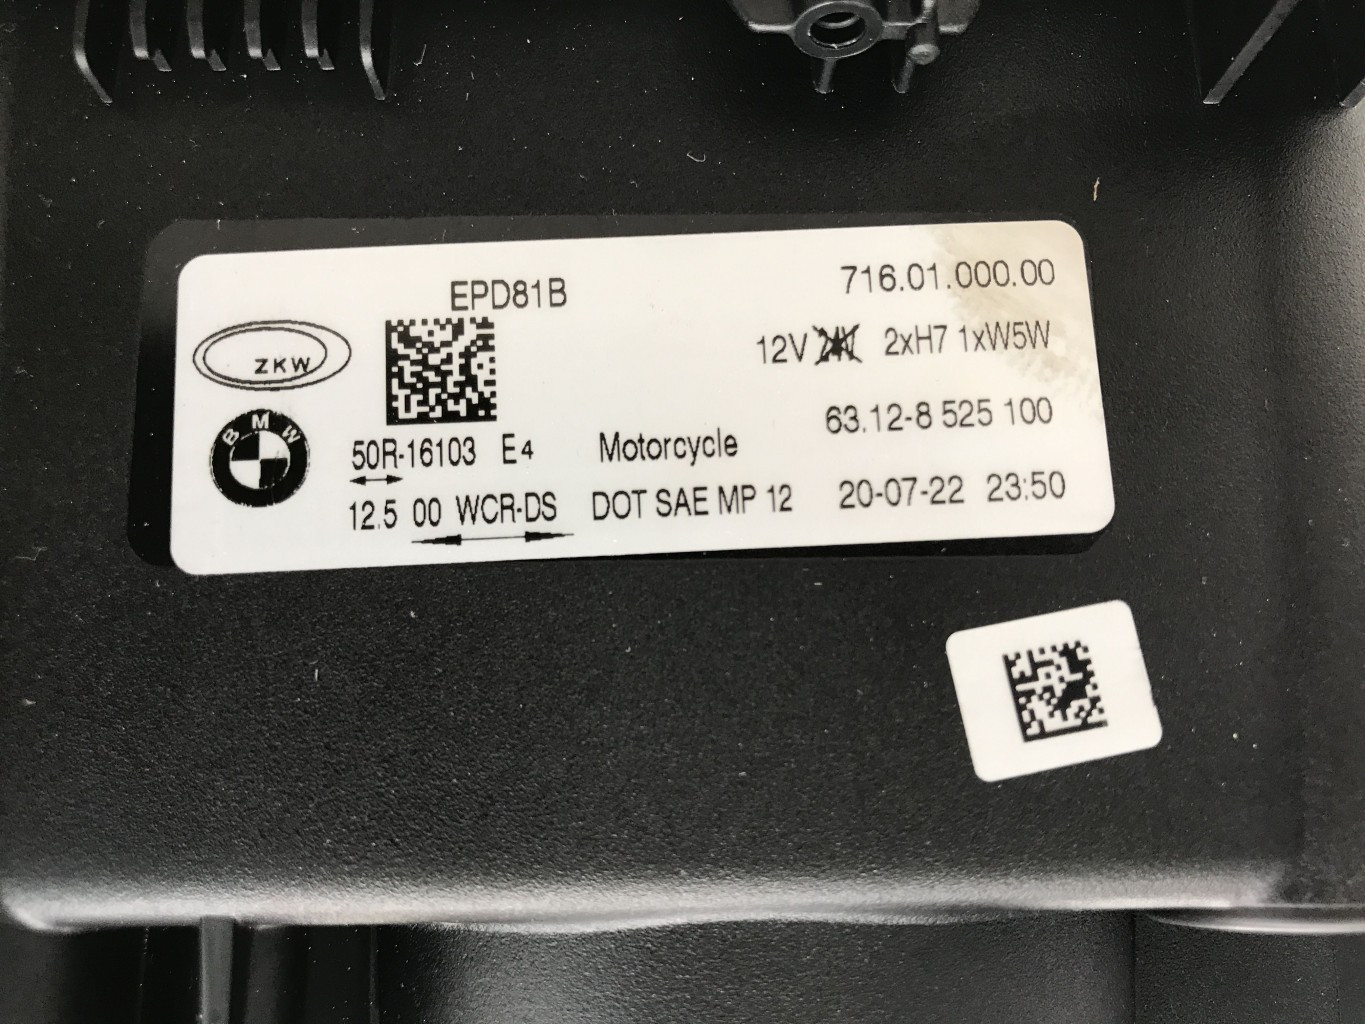 EPD81B
716.01.000.00
ZKW
12V 2xH7 1xW5W
BMW
63.12-8 525 100
50R-16103 E4 Motorcycle
12.5 00 WCR-DS DOT SAE MP 12 20-07-22 23:50